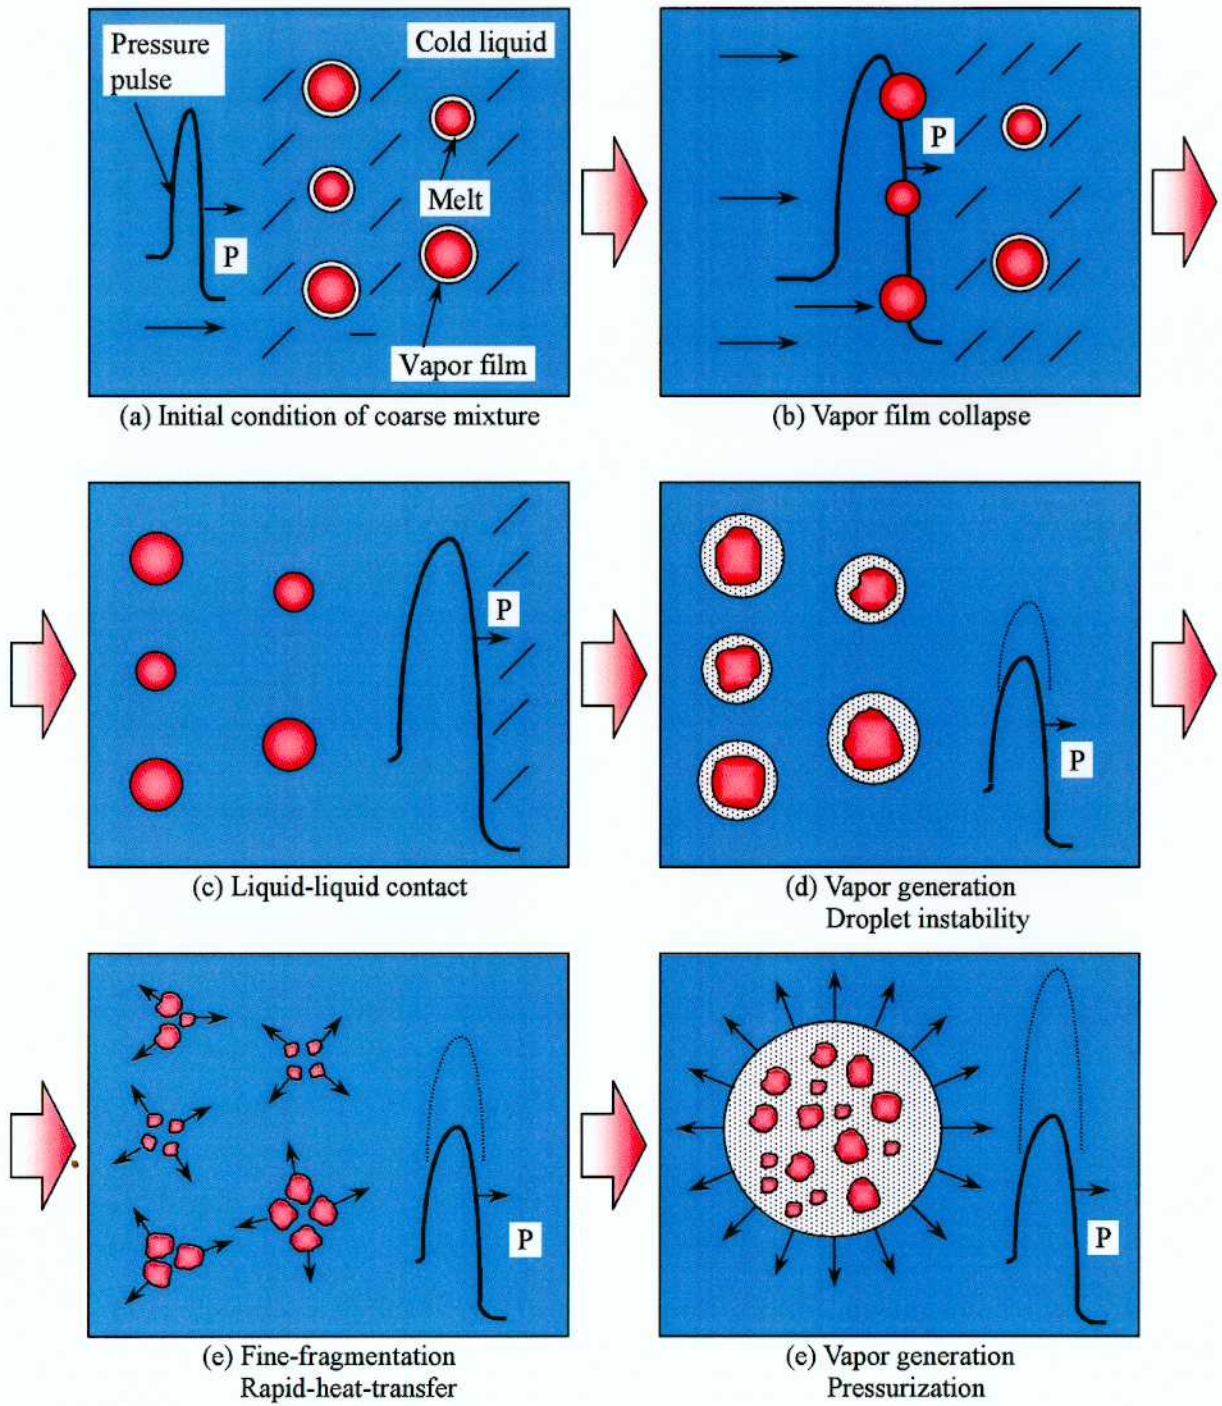 Pressure
pulse
Cold liquid
P
Melt
Vapor film
(a) Initial condition of coarse mixture
P
(b) Vapor film collapse
P
(c) Liquid-liquid contact
P
(d) Vapor generation
Droplet instability
P
(e) Fine-fragmentation
Rapid-heat-transfer
P
(e) Vapor generation
Pressurization